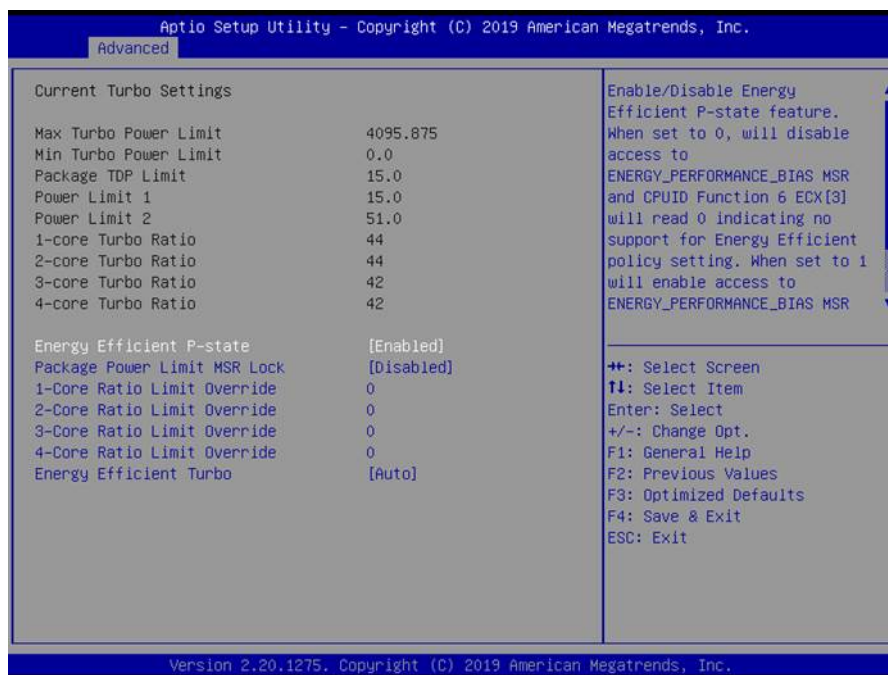 Aptio Setup Utility – Copyright (C) 2019 American Megatrends, Inc.
Advanced
Current Turbo Settings
Max Turbo Power Limit 4095.875
Min Turbo Power Limit 0.0
Package TDP Limit 15.0
Power Limit 1 15.0
Power Limit 2 51.0
1-core Turbo Ratio 44
2-core Turbo Ratio 44
3-core Turbo Ratio 42
4-core Turbo Ratio 42
Energy Efficient P-state [Enabled]
Package Power Limit MSR Lock [Disabled]
1-Core Ratio Limit Override 0
2-Core Ratio Limit Override 0
3-Core Ratio Limit Override 0
4-Core Ratio Limit Override 0
Energy Efficient Turbo [Auto]
Enable/Disable Energy
Efficient P-state feature.
When set to 0, will disable
access to
ENERGY_PERFORMANCE_BIAS MSR
and CPUID Function 6 ECX[3]
will read 0 indicating no
support for Energy Efficient
policy setting. When set to 1
will enable access to
ENERGY_PERFORMANCE_BIAS MSR
→←: Select Screen
↑↓: Select Item
Enter: Select
+/-: Change Opt.
F1: General Help
F2: Previous Values
F3: Optimized Defaults
F4: Save & Exit
ESC: Exit
Version 2.20.1275. Copyright (C) 2019 American Megatrends, Inc.